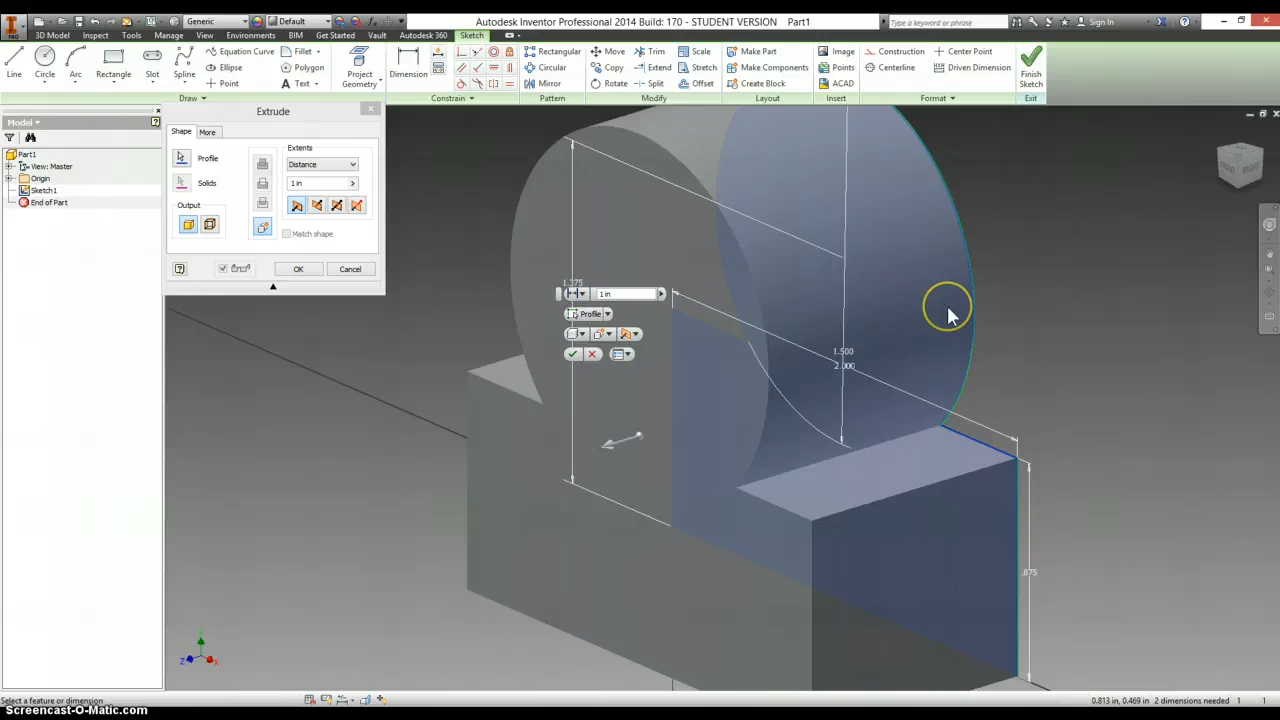 Generic
Default
Autodesk Inventor Professional 2014 Build: 170 - STUDENT VERSION Part1
Type a keyword or phrase
Sign In
PRO
3D Model Inspect Tools Manage View Environments BIM Get Started Vault Autodesk 360 Sketch
Line
Circle
Arc
Rectangle
Slot
Spline
Equation Curve
Ellipse
Point
Fillet
Polygon
Text
Project
Geometry
Dimension
Rectangular
Circular
Mirror
Move
Copy
Rotate
Trim
Extend
Split
Scale
Stretch
Offset
Make Part
Make Components
Create Block
Image
Points
ACAD
Construction
Centerline
Center Point
Driven Dimension
Finish
Sketch
Draw
Constrain
Pattern
Modify
Layout
Insert
Format
Exit
Model
Part1
View: Master
Origin
Sketch1
End of Part
Extrude
Shape
More
Profile
Solids
Output
Extents
Distance
1 in
Match shape
OK
Cancel
1.375
1 in
Profile
1.500
2.000
.875
Y
Z
X
Select a feature or dimension
0.813 in, 0.469 in 2 dimensions needed 1 1
Screencast-O-Matic.com